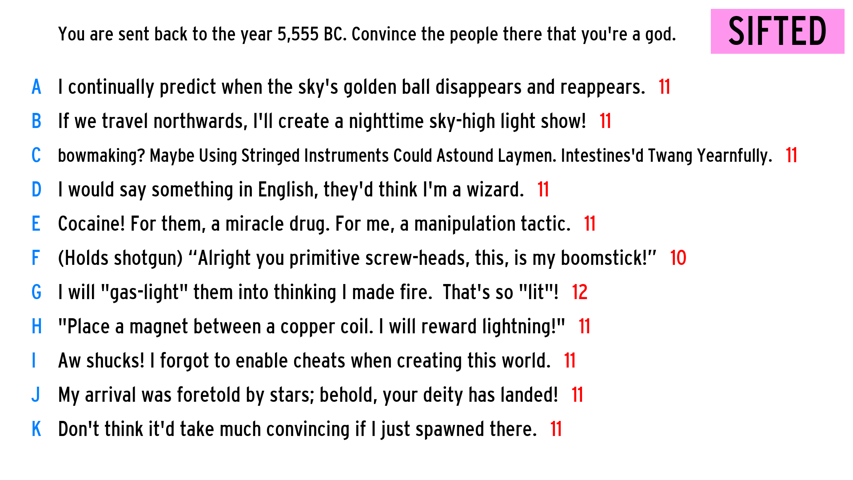 You are sent back to the year 5,555 BC. Convince the people there that you're a god.
SIFTED
A I continually predict when the sky's golden ball disappears and reappears. 11
B If we travel northwards, I'll create a nighttime sky-high light show! 11
C bowmaking? Maybe Using Stringed Instruments Could Astound Laymen. Intestines'd Twang Yearnfully. 11
D I would say something in English, they'd think I'm a wizard. 11
E Cocaine! For them, a miracle drug. For me, a manipulation tactic. 11
F (Holds shotgun) “Alright you primitive screw-heads, this, is my boomstick!” 10
G I will "gas-light" them into thinking I made fire.  That's so "lit"! 12
H "Place a magnet between a copper coil. I will reward lightning!" 11
I Aw shucks! I forgot to enable cheats when creating this world. 11
J My arrival was foretold by stars; behold, your deity has landed! 11
K Don't think it'd take much convincing if I just spawned there. 11